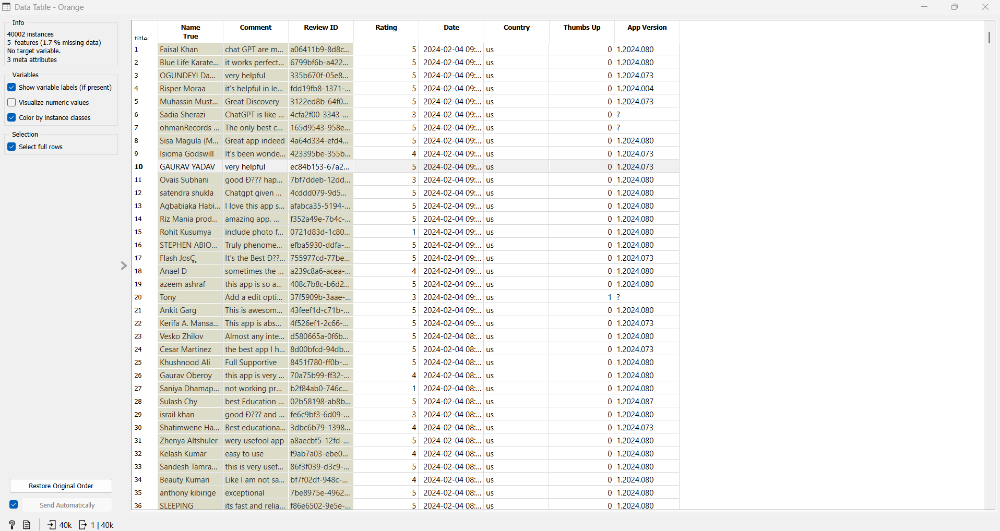 Data Table - Orange
Info
40002 instances
5 features (1.7 % missing data)
No target variable.
3 meta attributes
Variables
Show variable labels (if present)
Visualize numeric values
Color by instance classes
Selection
Select full rows
Restore Original Order
Send Automatically
? 40k 1 | 40k
Name Comment Review ID Rating Date Country Thumbs Up App Version
title True
1 Faisal Khan chat GPT are m... a06411b9-8d8c... 5 2024-02-04 09:... us 0 1.2024.080
2 Blue Life Karate... it works perfect... 6799bf6b-a422... 5 2024-02-04 09:... us 0 1.2024.080
3 OGUNDEYI Da... very helpful 335b670f-05e8... 5 2024-02-04 09:... us 0 1.2024.073
4 Risper Moraa it's helpful in le... fdd19fb8-1371-... 5 2024-02-04 09:... us 0 1.2024.004
5 Muhassin Must... Great Discovery 3122ed8b-64f0... 5 2024-02-04 09:... us 0 1.2024.073
6 Sadia Sherazi ChatGPT is like ... 4cfa2f00-3343-... 3 2024-02-04 09:... us 0 ?
7 ohmanRecords ... The only best c... 165d9543-958e... 5 2024-02-04 09:... us 0 ?
8 Sisa Magula (M... Great app indeed 4a64d334-efd4... 5 2024-02-04 09:... us 0 1.2024.080
9 Isioma Godswill It's been wonde... 423395be-355b... 4 2024-02-04 09:... us 0 1.2024.073
10 GAURAV YADAV very helpful ec84b153-67a2... 5 2024-02-04 09:... us 0 1.2024.073
11 Ovais Subhani good Ð??? hap... 7bf7ddeb-12dd... 3 2024-02-04 09:... us 0 1.2024.080
12 satendra shukla Chatgpt given ... 4cddd079-9d5... 5 2024-02-04 09:... us 0 1.2024.080
13 Agbabiaka Habi... I love this app s... afabca35-5194-... 5 2024-02-04 09:... us 0 1.2024.080
14 Riz Mania prod... amazing app. ... f352a49e-7b4c-... 5 2024-02-04 09:... us 0 1.2024.080
15 Rohit Kusumya include photo f... 0721d83d-1c80... 1 2024-02-04 09:... us 0 1.2024.080
16 STEPHEN ABIO... Truly phenome... efba5930-ddfa-... 5 2024-02-04 09:... us 0 1.2024.080
17 Flash JosÇ¸ It's the Best Ð??... 755977cd-77be... 5 2024-02-04 09:... us 0 1.2024.073
18 Anael D sometimes the ... a239c8a6-acea-... 4 2024-02-04 09:... us 0 1.2024.080
19 azeem ashraf this app is so a... 408c7b8c-b6d2... 5 2024-02-04 09:... us 0 1.2024.080
20 Tony Add a edit opti... 37f5909b-3aae-... 3 2024-02-04 09:... us 1 ?
21 Ankit Garg This is awesom... 43feef1d-c71b-... 5 2024-02-04 09:... us 0 1.2024.080
22 Kerifa A. Mansa... This app is abs... 4f526ef1-2c66-... 5 2024-02-04 09:... us 0 1.2024.073
23 Vesko Zhilov Almost any inte... d580665a-0f6b... 5 2024-02-04 08:... us 0 1.2024.080
24 Cesar Martinez the best app I h... 8d00bfcd-94db... 5 2024-02-04 08:... us 0 1.2024.073
25 Khushnood Ali Full Supportive 8451f780-ff0b-... 5 2024-02-04 08:... us 0 1.2024.080
26 Gaurav Oberoy this app is very ... 70a75b99-ff32-... 4 2024-02-04 08:... us 0 1.2024.080
27 Saniya Dhamap... not working pr... b2f84ab0-746c... 1 2024-02-04 08:... us 0 1.2024.080
28 Sulash Chy best Education ... 02b58198-ab8b... 5 2024-02-04 08:... us 0 1.2024.087
29 israil khan good Ð??? and ... fe6c9bf3-6d09-... 3 2024-02-04 08:... us 0 1.2024.080
30 Shatimwene Ha... Best educationa... 3dbc6b79-1398... 4 2024-02-04 08:... us 0 1.2024.073
31 Zhenya Altshuler wery usefool app a8aecbf5-12fd-... 5 2024-02-04 08:... us 0 1.2024.080
32 Kelash Kumar easy to use f9ab7a03-ebe0... 4 2024-02-04 08:... us 0 1.2024.080
33 Sandesh Tamra... this is very usef... 86f3f039-d3c9-... 5 2024-02-04 08:... us 0 1.2024.080
34 Beauty Kumari Like I am not sa... bf7f02df-948c-... 4 2024-02-04 08:... us 0 1.2024.080
35 anthony kibirige exceptional 7be8975e-4962... 5 2024-02-04 08:... us 0 1.2024.080
36 SLEEPING its fast and relia... f86e6502-9e5e-... 5 2024-02-04 08:... us 0 1.2024.080